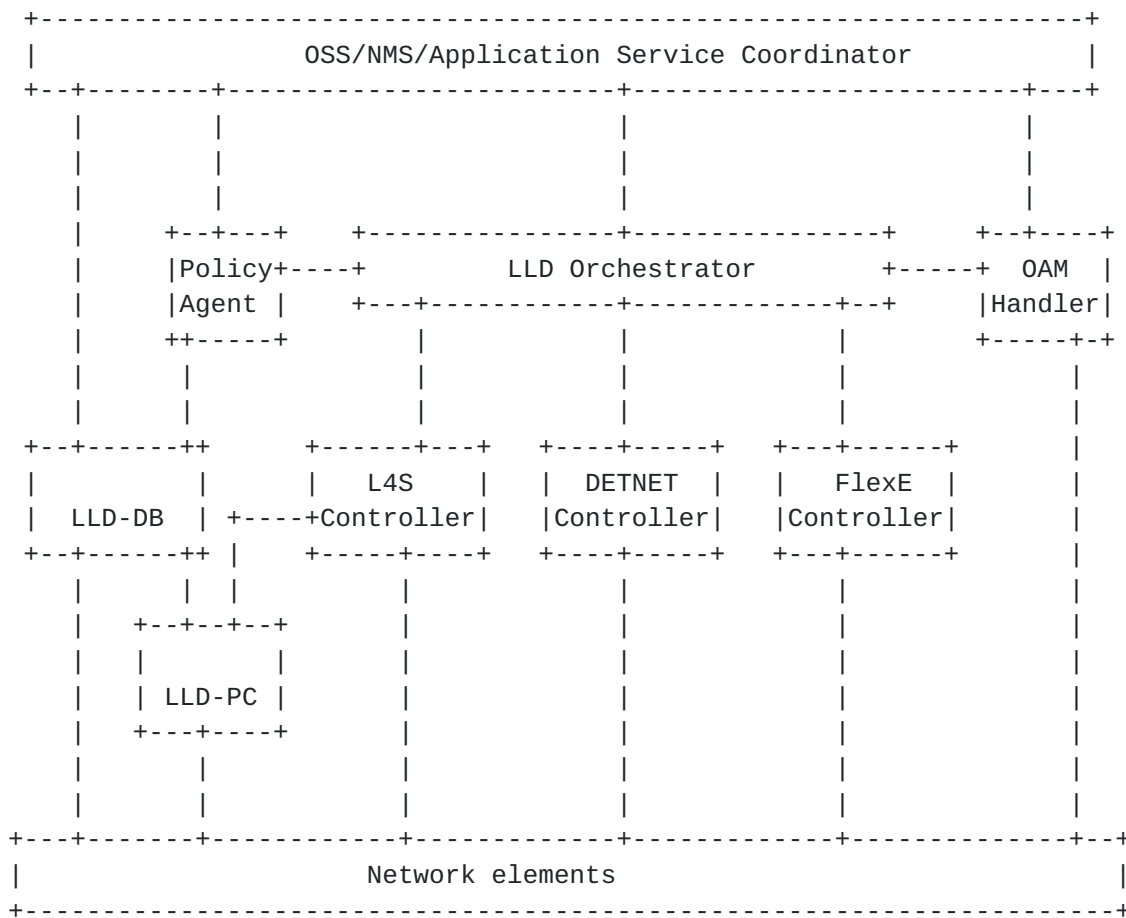 OSS/NMS/Application Service Coordinator
Policy LLD Orchestrator OAM
Agent Handler
L4S DETNET FlexE
LLD-DB Controller Controller Controller
LLD-PC
Network elements